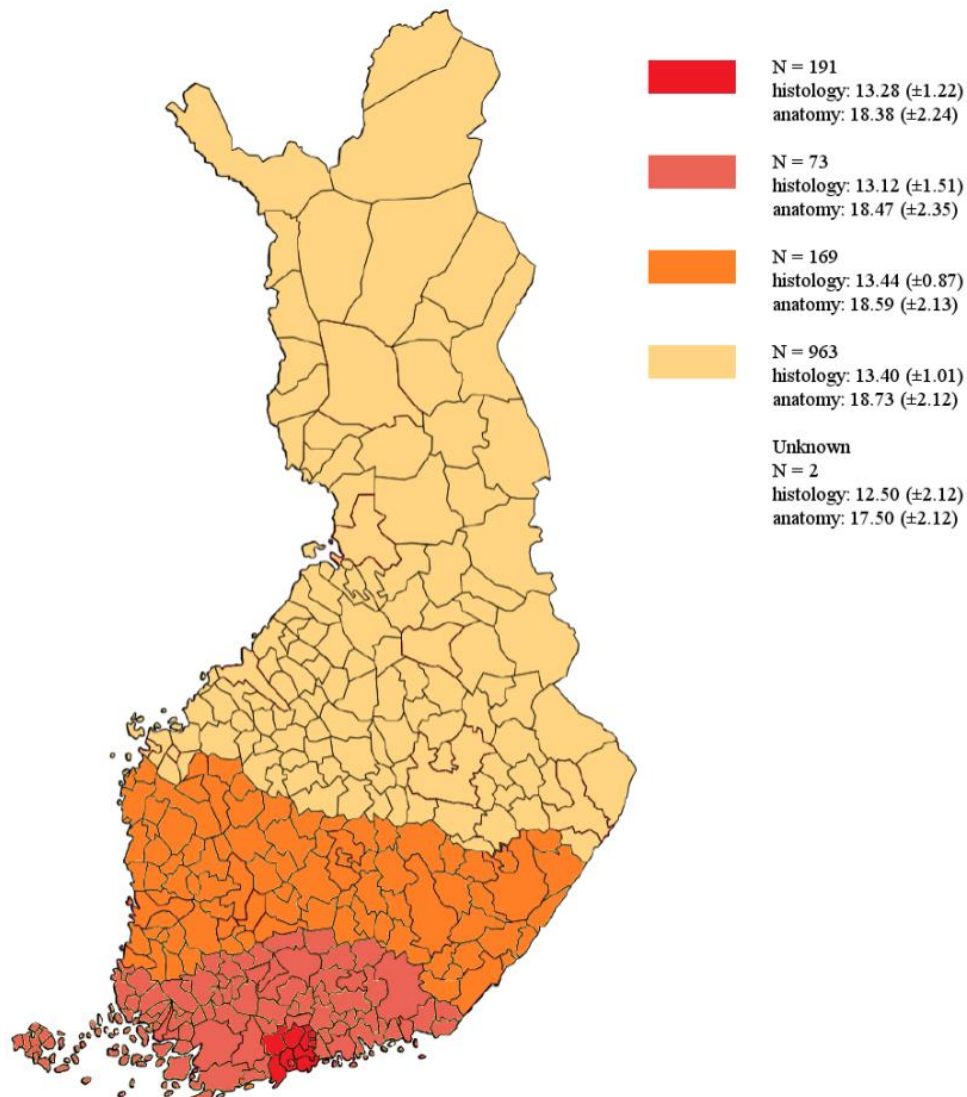 N = 191
histology: 13.28 (±1.22)
anatomy: 18.38 (±2.24)
N = 73
histology: 13.12 (±1.51)
anatomy: 18.47 (±2.35)
N = 169
histology: 13.44 (±0.87)
anatomy: 18.59 (±2.13)
N = 963
histology: 13.40 (±1.01)
anatomy: 18.73 (±2.12)
Unknown
N = 2
histology: 12.50 (±2.12)
anatomy: 17.50 (±2.12)